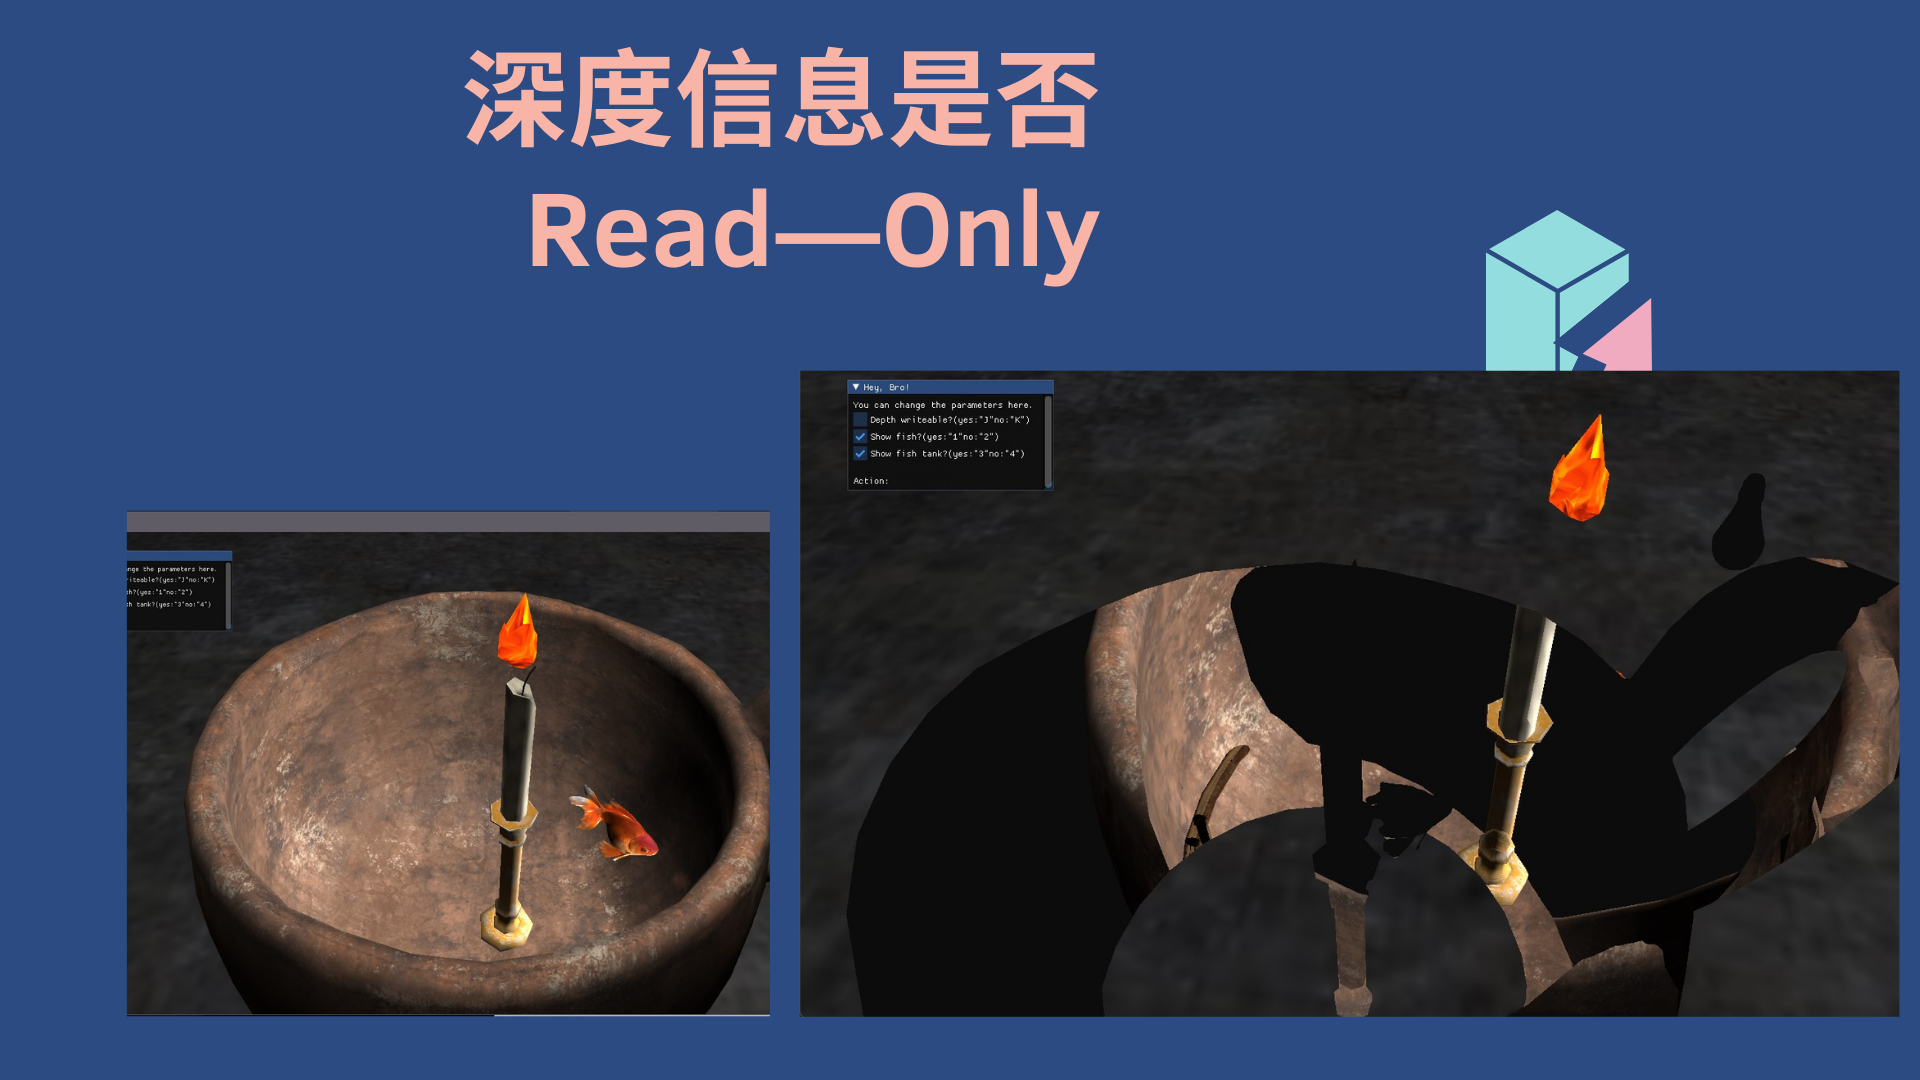 深度信息是否
Read—Only
Hey, Bro!
You can change the parameters here.
Depth writeable?(yes:"J"no:"K")
Show fish?(yes:"1"no:"2")
Show fish tank?(yes:"3"no:"4")
Action:
nge the parameters here.
riteable?(yes:"J"no:"K")
sh?(yes:"1"no:"2")
sh tank?(yes:"3"no:"4")